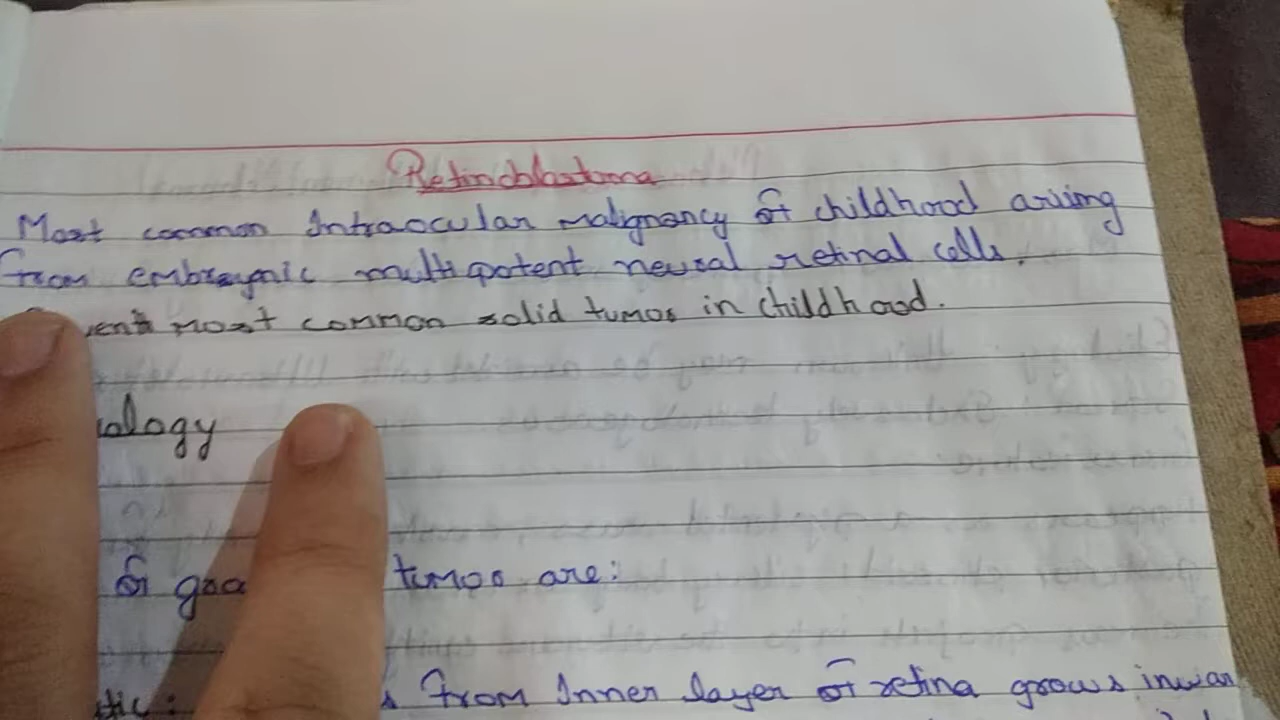 Retinoblastoma
Most common Intraocular malignancy of childhood arising
from embryonic multipotent neural retinal cells.
most common solid tumor in childhood.
of tumor are:
from Inner layer of retina grows